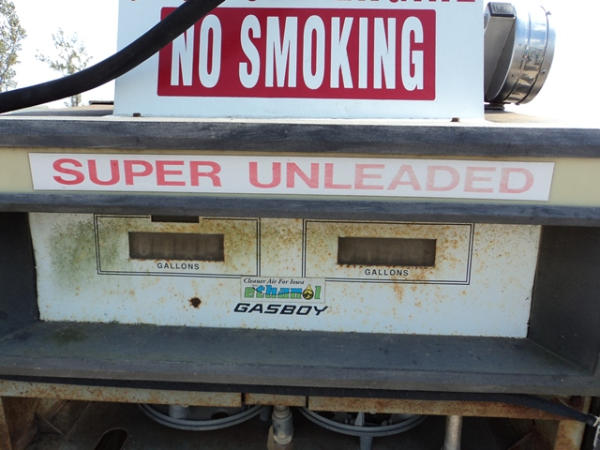 NO SMOKING
SUPER UNLEADED
GALLONS
GALLONS
Cleaner Air For Iowa
ethanol
GASBOY